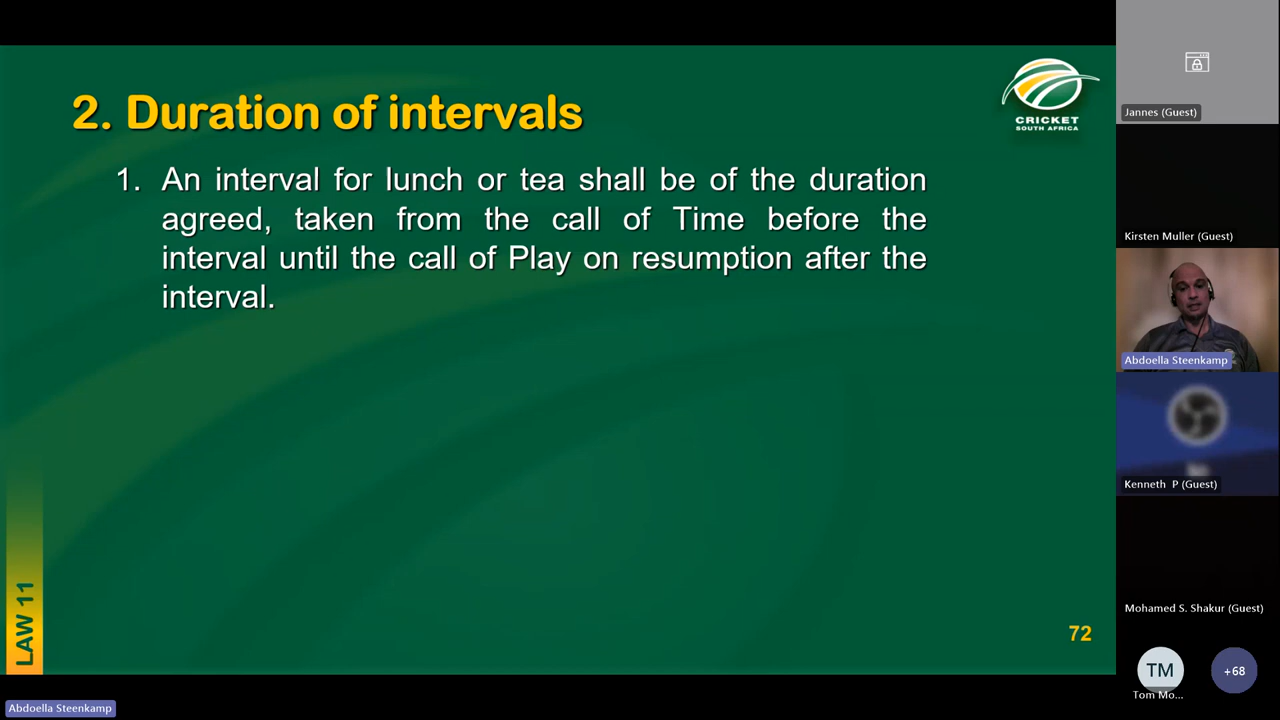 2. Duration of intervals
CRICKET
SOUTH AFRICA
1. An interval for lunch or tea shall be of the duration
agreed, taken from the call of Time before the
interval until the call of Play on resumption after the
interval.
LAW 11
72
Abdoella Steenkamp
Jannes (Guest)
Kirsten Muller (Guest)
Abdoella Steenkamp
Kenneth P (Guest)
Mohamed S. Shakur (Guest)
TM
Tom Mo...
+68